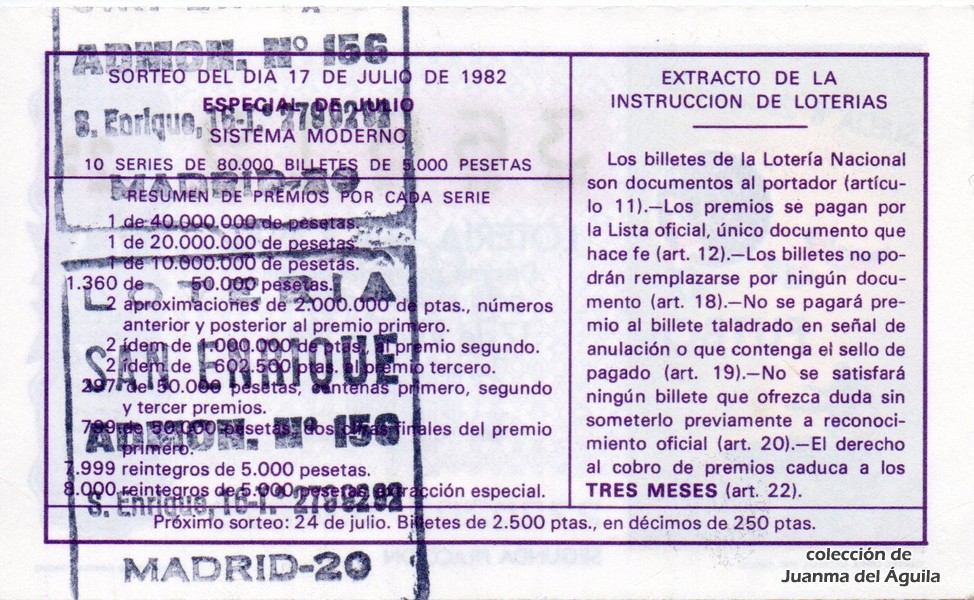 ADMON. Nº 156
SORTEO DEL DIA 17 DE JULIO DE 1982
ESPECIAL DE JULIO
S. Enrique, 16-1.º 2799292
SISTEMA MODERNO
10 SERIES DE 80.000 BILLETES DE 5.000 PESETAS
MADRID-20
RESUMEN DE PREMIOS POR CADA SERIE
1 de 40.000.000 de pesetas.
1 de 20.000.000 de pesetas.
1 de 10.000.000 de pesetas.
1.360 de 50.000 pesetas.
2 aproximaciones de 2.000.000 de ptas., números
anterior y posterior al premio primero.
2 ídem de 1.000.000 de ptas., al premio segundo.
2 ídem de 602.500 ptas. al premio tercero.
297 de 50.000 pesetas, centenas primero, segundo
y tercer premios.
799 de 50.000 pesetas, dos cifras finales del premio
primero.
7.999 reintegros de 5.000 pesetas.
8.000 reintegros de 5.000 pesetas, extracción especial.
LOTERIA
SAN ENRIQUE
ADMON. Nº 156
S. Enrique, 16-1.º 2799292
MADRID-20
EXTRACTO DE LA
INSTRUCCION DE LOTERIAS
Los billetes de la Lotería Nacional
son documentos al portador (artícu-
lo 11).—Los premios se pagan por
la Lista oficial, único documento que
hace fe (art. 12).—Los billetes no po-
drán remplazarse por ningún docu-
mento (art. 18).—No se pagará pre-
mio al billete taladrado en señal de
anulación o que contenga el sello de
pagado (art. 19).—No se satisfará
ningún billete que ofrezca duda sin
someterlo previamente a reconoci-
miento oficial (art. 20).—El derecho
al cobro de premios caduca a los
TRES MESES (art. 22).
Próximo sorteo: 24 de julio. Billetes de 2.500 ptas., en décimos de 250 ptas.
colección de
Juanma del Águila